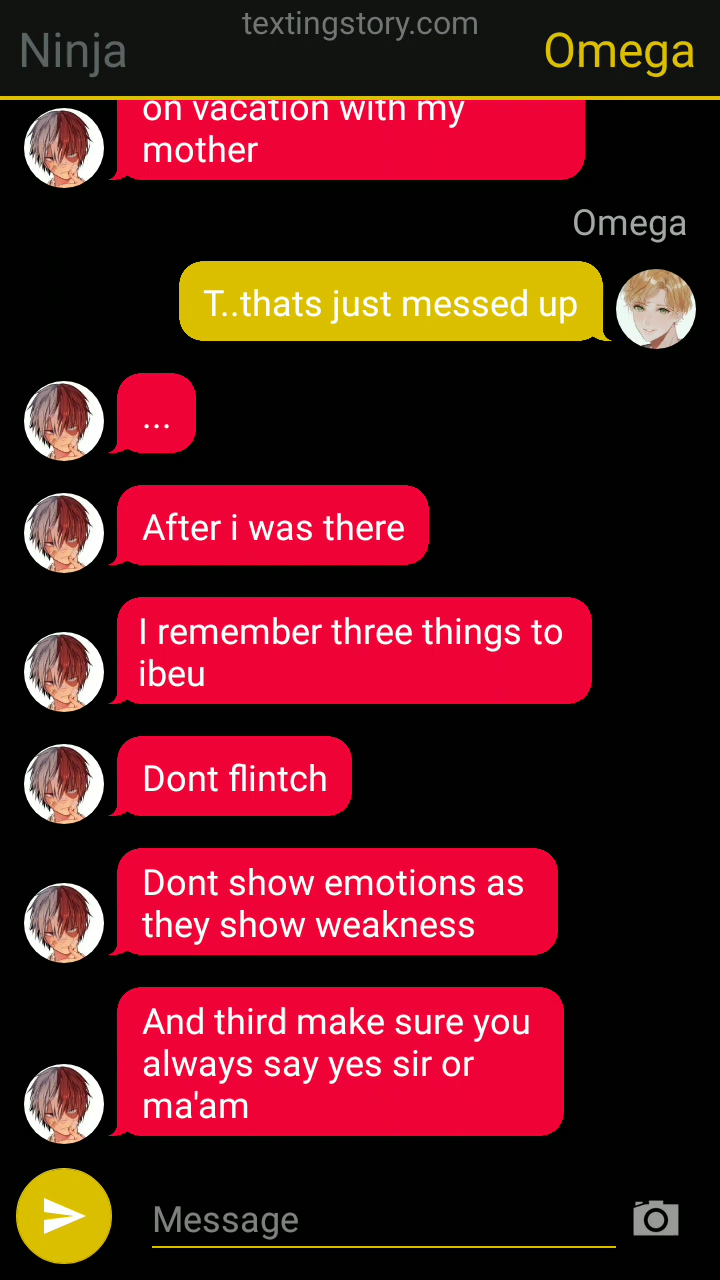 textingstory.com
Ninja
Omega
on vacation with my
mother
Omega
T..thats just messed up
...
After i was there
I remember three things to
ibeu
Dont flintch
Dont show emotions as
they show weakness
And third make sure you
always say yes sir or
ma'am
Message